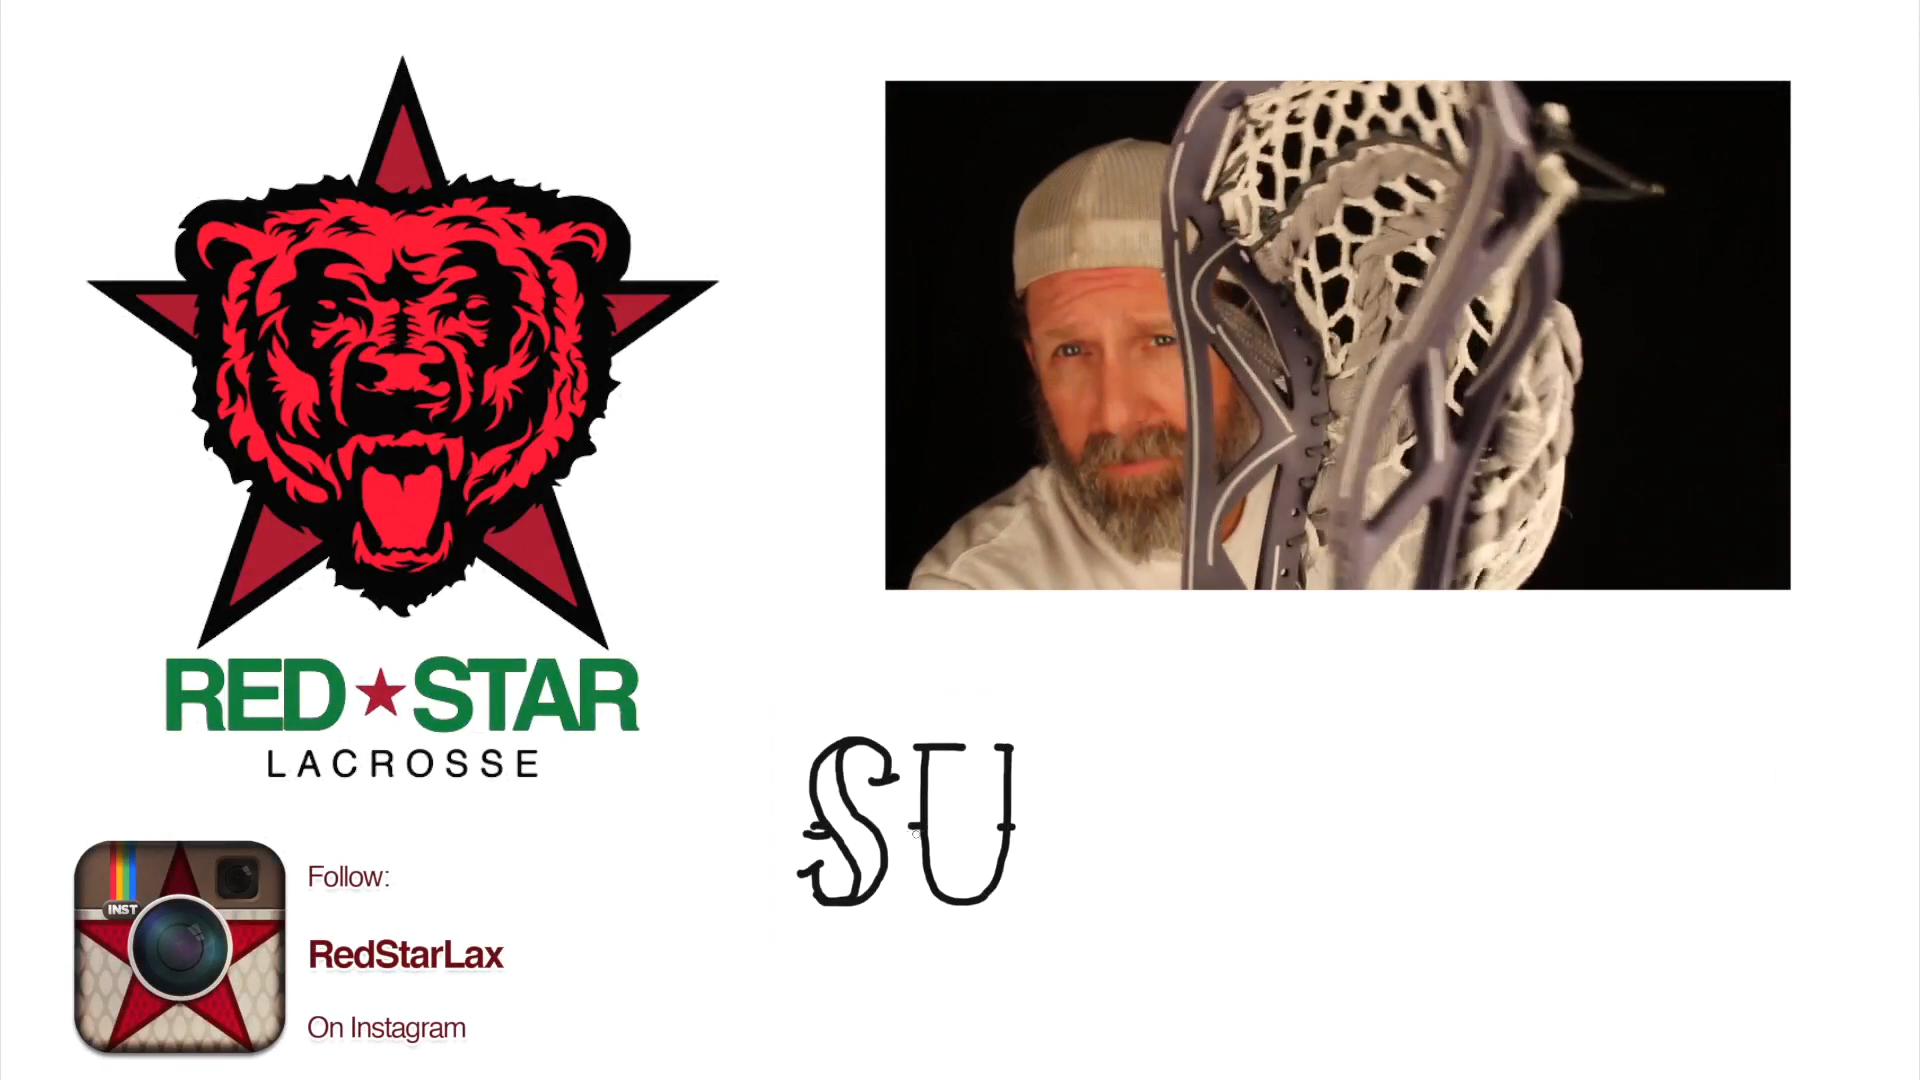 RED STAR
LACROSSE
INST
Follow:
RedStarLax
On Instagram
SU